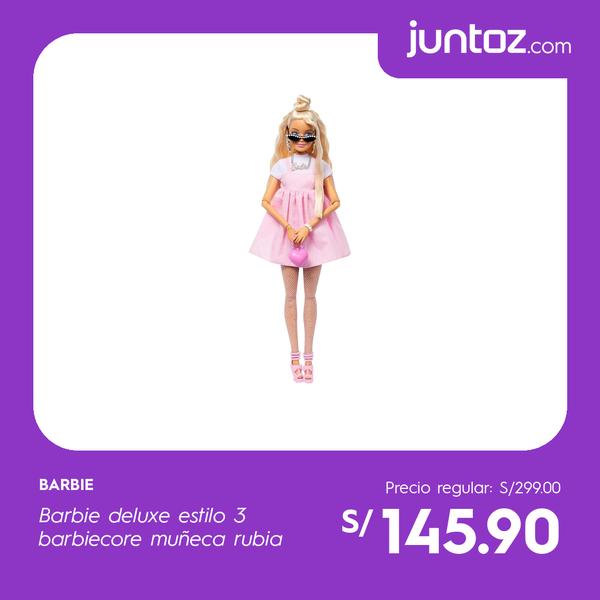 juntoz.com
BARBIE
Barbie deluxe estilo 3
barbiecore muñeca rubia
Precio regular: S/299.00
S/145.90